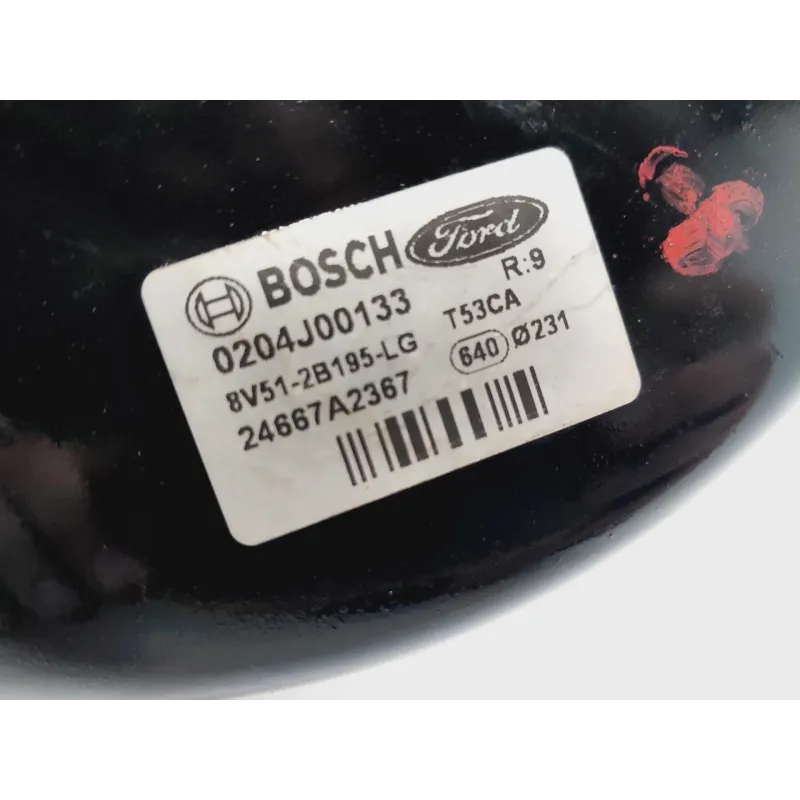 BOSCH Ford
0204J00133 R:9
8V51-2B195-LG T53CA
24667A2367 640 Ø231